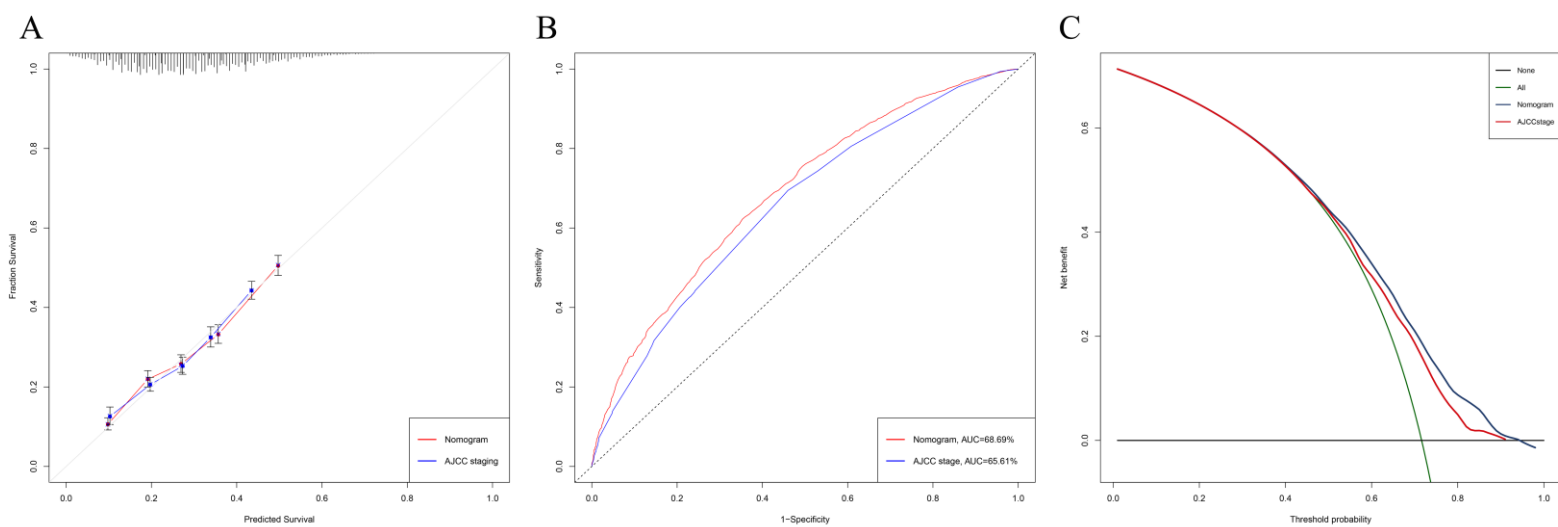 A
Fraction Survival
1.0
0.8
0.6
0.4
0.2
0.0
Nomogram
AJCC staging
0.0 0.2 0.4 0.6 0.8 1.0
Predicted Survival
B
Sensitivity
1.0
0.8
0.6
0.4
0.2
0.0
Nomogram, AUC=68.69%
AJCC stage, AUC=65.61%
0.0 0.2 0.4 0.6 0.8 1.0
1-Specificity
C
Net benefit
0.6
0.4
0.2
0.0
None
All
Nomogram
AJCCstage
0.0 0.2 0.4 0.6 0.8 1.0
Threshold probability